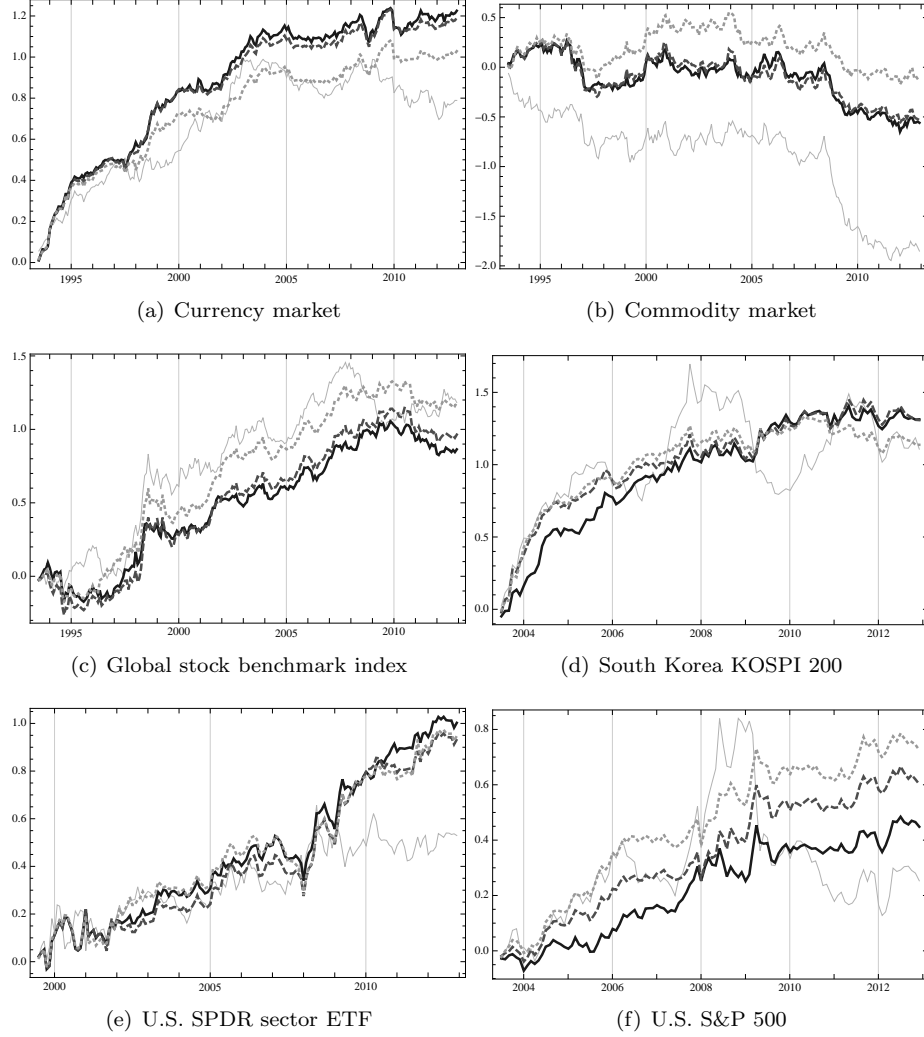 1.2
1.0
0.8
0.6
0.4
0.2
0.0
1995 2000 2005 2010
(a) Currency market
0.5
0.0
−0.5
−1.0
−1.5
−2.0
1995 2000 2005 2010
(b) Commodity market
1.5
1.0
0.5
0.0
1995 2000 2005 2010
(c) Global stock benchmark index
1.5
1.0
0.5
0.0
2004 2006 2008 2010 2012
(d) South Korea KOSPI 200
1.0
0.8
0.6
0.4
0.2
0.0
2000 2005 2010
(e) U.S. SPDR sector ETF
0.8
0.6
0.4
0.2
0.0
2004 2006 2008 2010 2012
(f) U.S. S&P 500